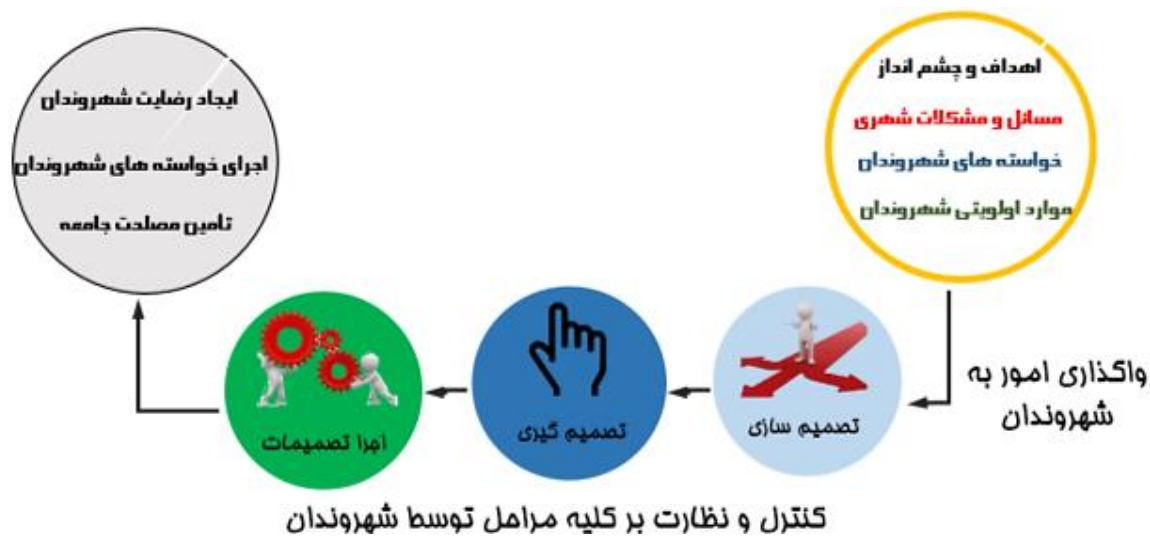 اهداف و چشم انداز
مسائل و مشکلات شهری
خواسته های شهروندان
موارد اولویتی شهروندان
واگذاری امور به
شهروندان
تصمیم سازی
تصمیم گیری
اجرا تصمیمات
ایجاد رضایت شهروندان
اجرای خواسته های شهروندان
تأمین مصلحت جامعه
کنترل و نظارت بر کلیه مراحل توسط شهروندان